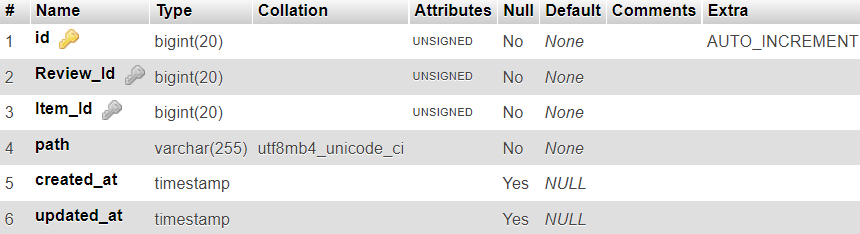 # Name Type Collation Attributes Null Default Comments Extra
1 id bigint(20) UNSIGNED No None AUTO_INCREMENT
2 Review_Id bigint(20) UNSIGNED No None
3 Item_Id bigint(20) UNSIGNED No None
4 path varchar(255) utf8mb4_unicode_ci No None
5 created_at timestamp Yes NULL
6 updated_at timestamp Yes NULL